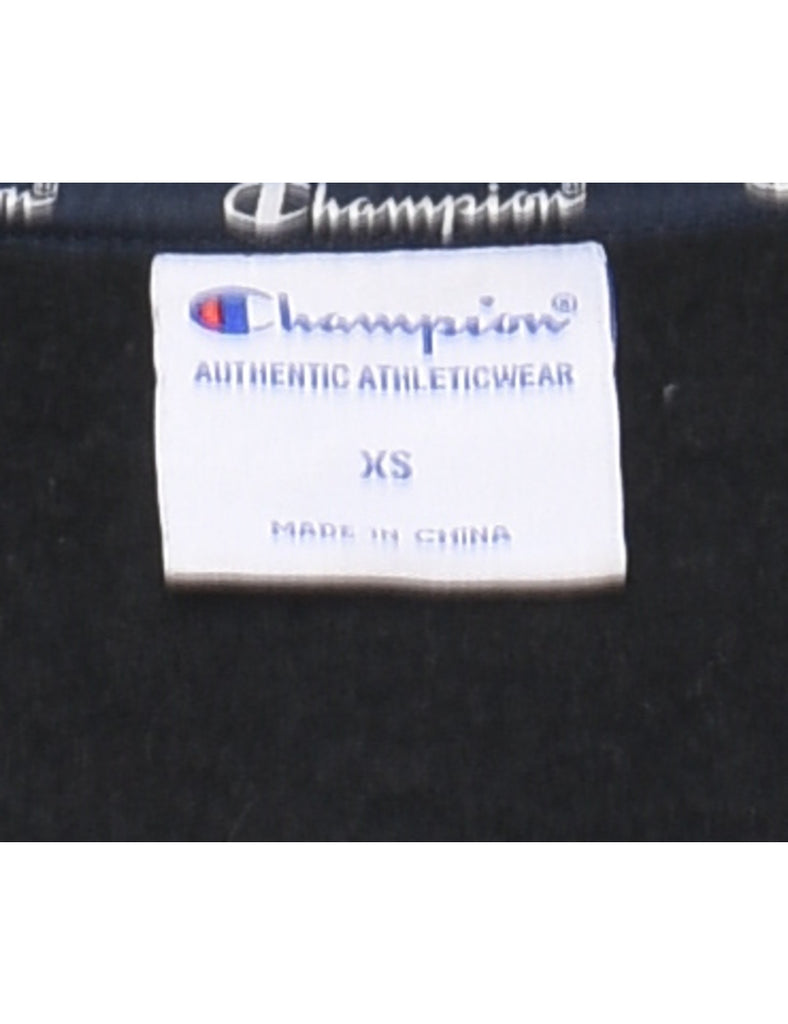 Champion®
Champion®
AUTHENTIC ATHLETICWEAR
XS
MADE IN CHINA